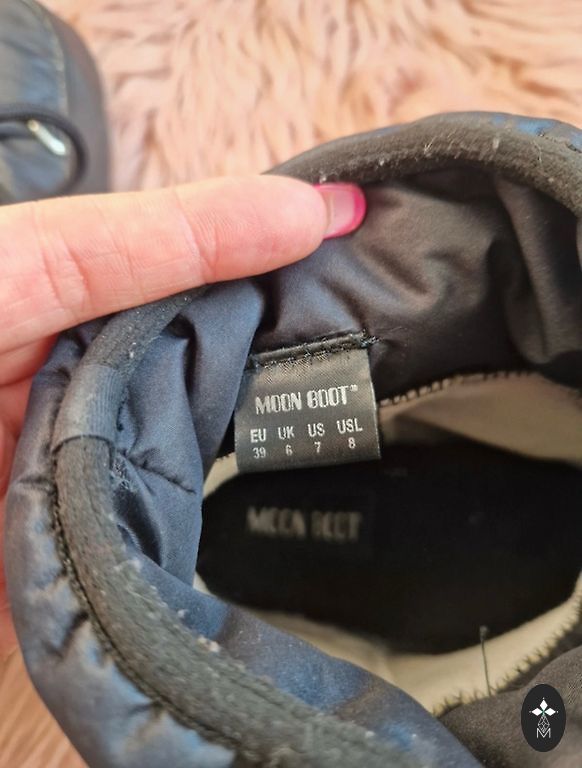 MOON BOOT™
EU UK US USL
39 6 7 8
MOON BOOT
M